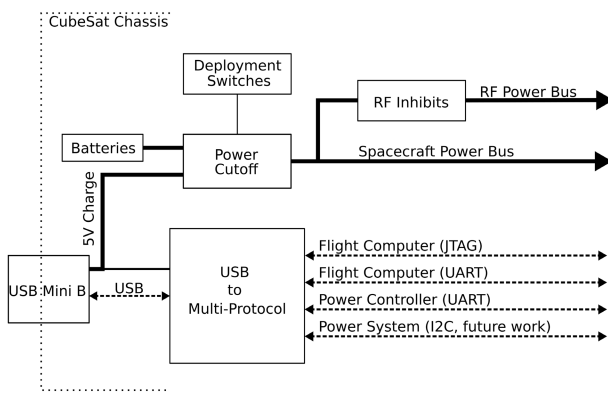 CubeSat Chassis
Deployment
Switches
RF Inhibits
RF Power Bus
Batteries
Power
Cutoff
Spacecraft Power Bus
5V Charge
USB Mini B
USB
USB
to
Multi-Protocol
Flight Computer (JTAG)
Flight Computer (UART)
Power Controller (UART)
Power System (I2C, future work)